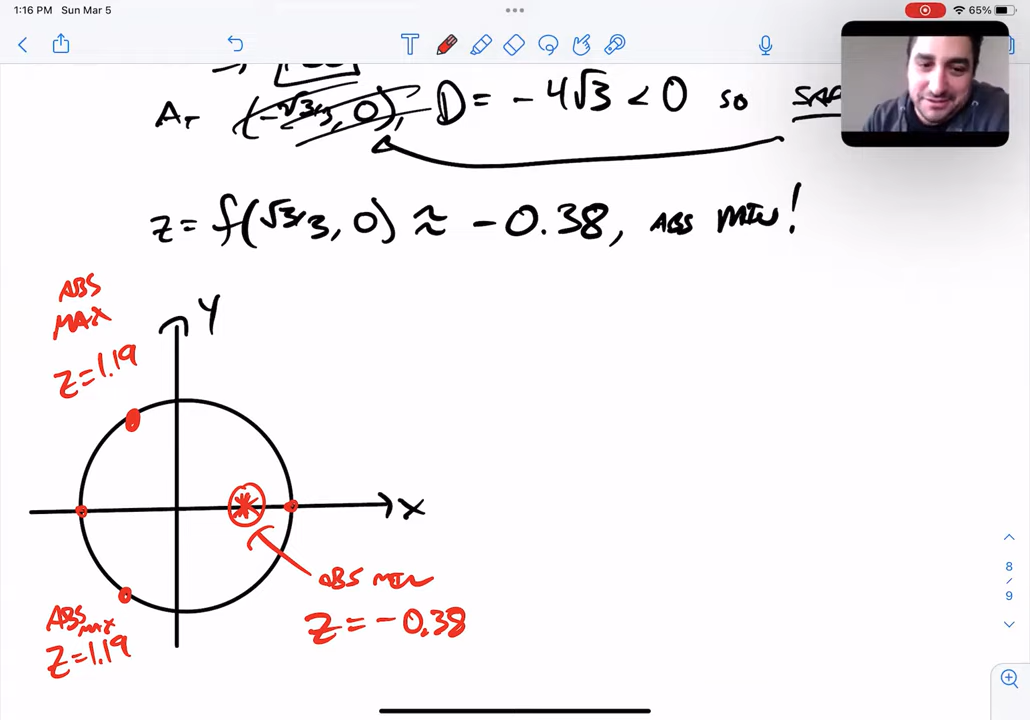 1:16 PM Sun Mar 5
65%
AT (-√3/3, 0), D = -4√3 < 0 so
z = f(√3/3, 0) ≈ -0.38, ABS MIN!
ABS
MAX
z=1.19
Y
X
ABS MIN
z = -0.38
ABS MAX
z=1.19
8
/
9